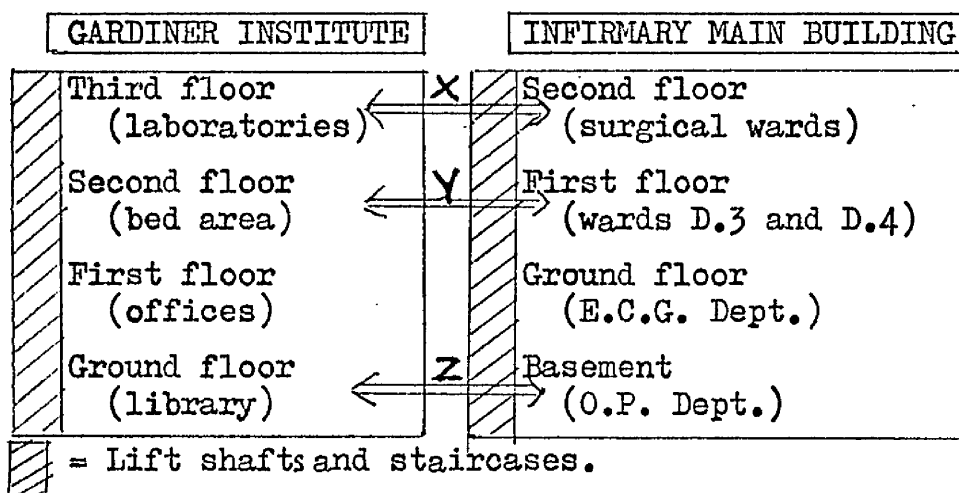 GARDINER INSTITUTE
INFIRMARY MAIN BUILDING
Third floor
(laboratories)
X
Second floor
(surgical wards)
Second floor
(bed area)
Y
First floor
(wards D.3 and D.4)
First floor
(offices)
Ground floor
(E.C.G. Dept.)
Ground floor
(library)
Z
Basement
(O.P. Dept.)
= Lift shafts and staircases.